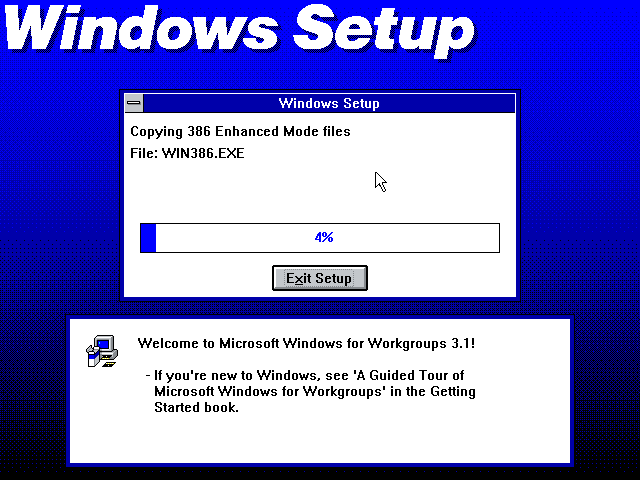 Windows Setup
Windows Setup
Copying 386 Enhanced Mode files
File: WIN386.EXE
4%
Exit Setup
Welcome to Microsoft Windows for Workgroups 3.1!
- If you're new to Windows, see 'A Guided Tour of
Microsoft Windows for Workgroups' in the Getting
Started book.